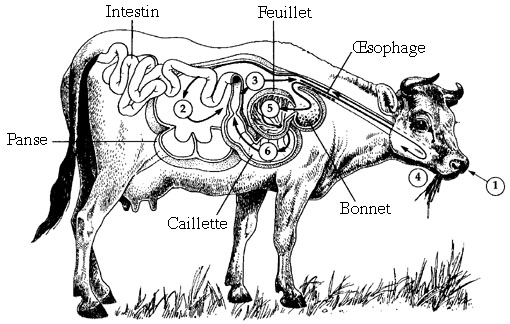 Intestin
Feuillet
Œsophage
3
2
5
Panse
6
4
1
Caillette
Bonnet